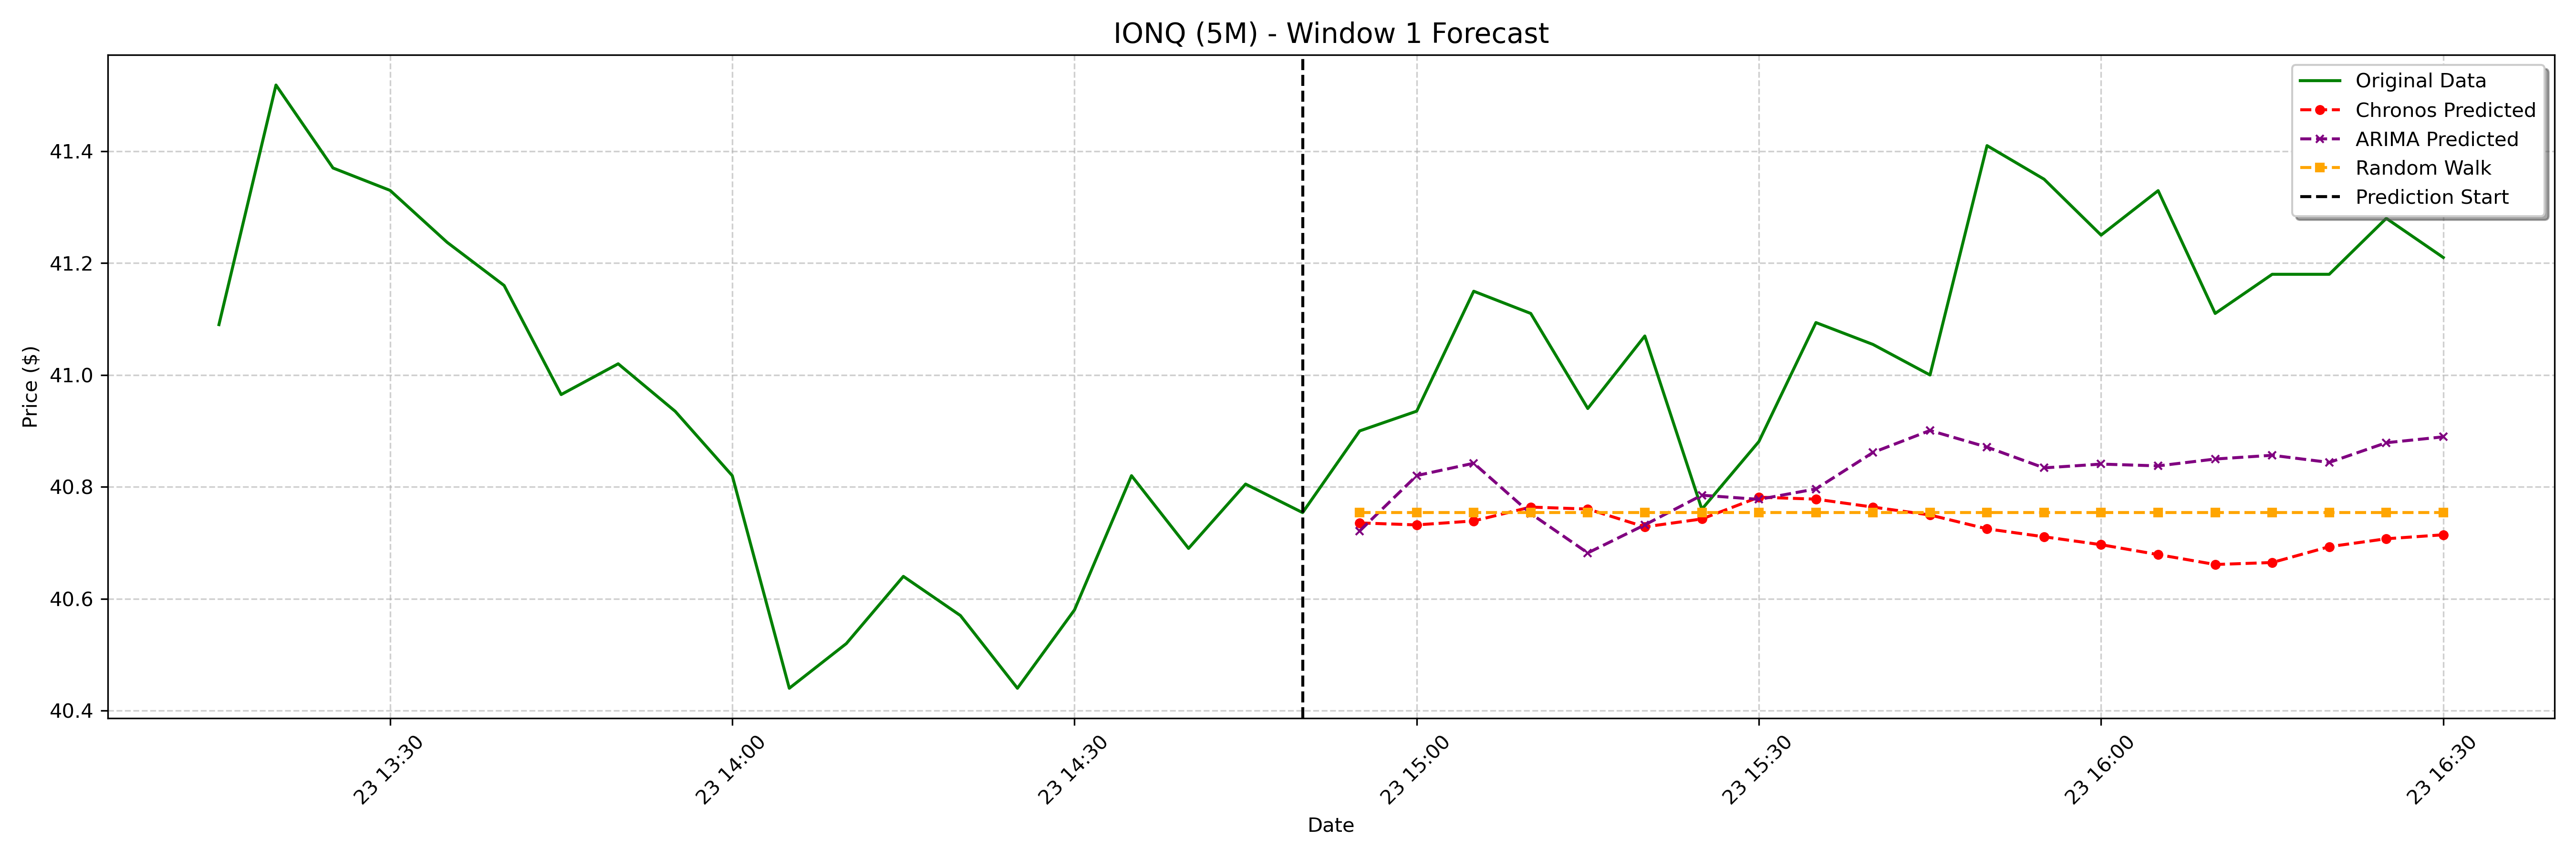 IONQ (5M) - Window 1 Forecast
Original Data
Chronos Predicted
ARIMA Predicted
Random Walk
Prediction Start
Price ($)
41.4
41.2
41.0
40.8
40.6
40.4
23 13:30
23 14:00
23 14:30
23 15:00
23 15:30
23 16:00
23 16:30
Date